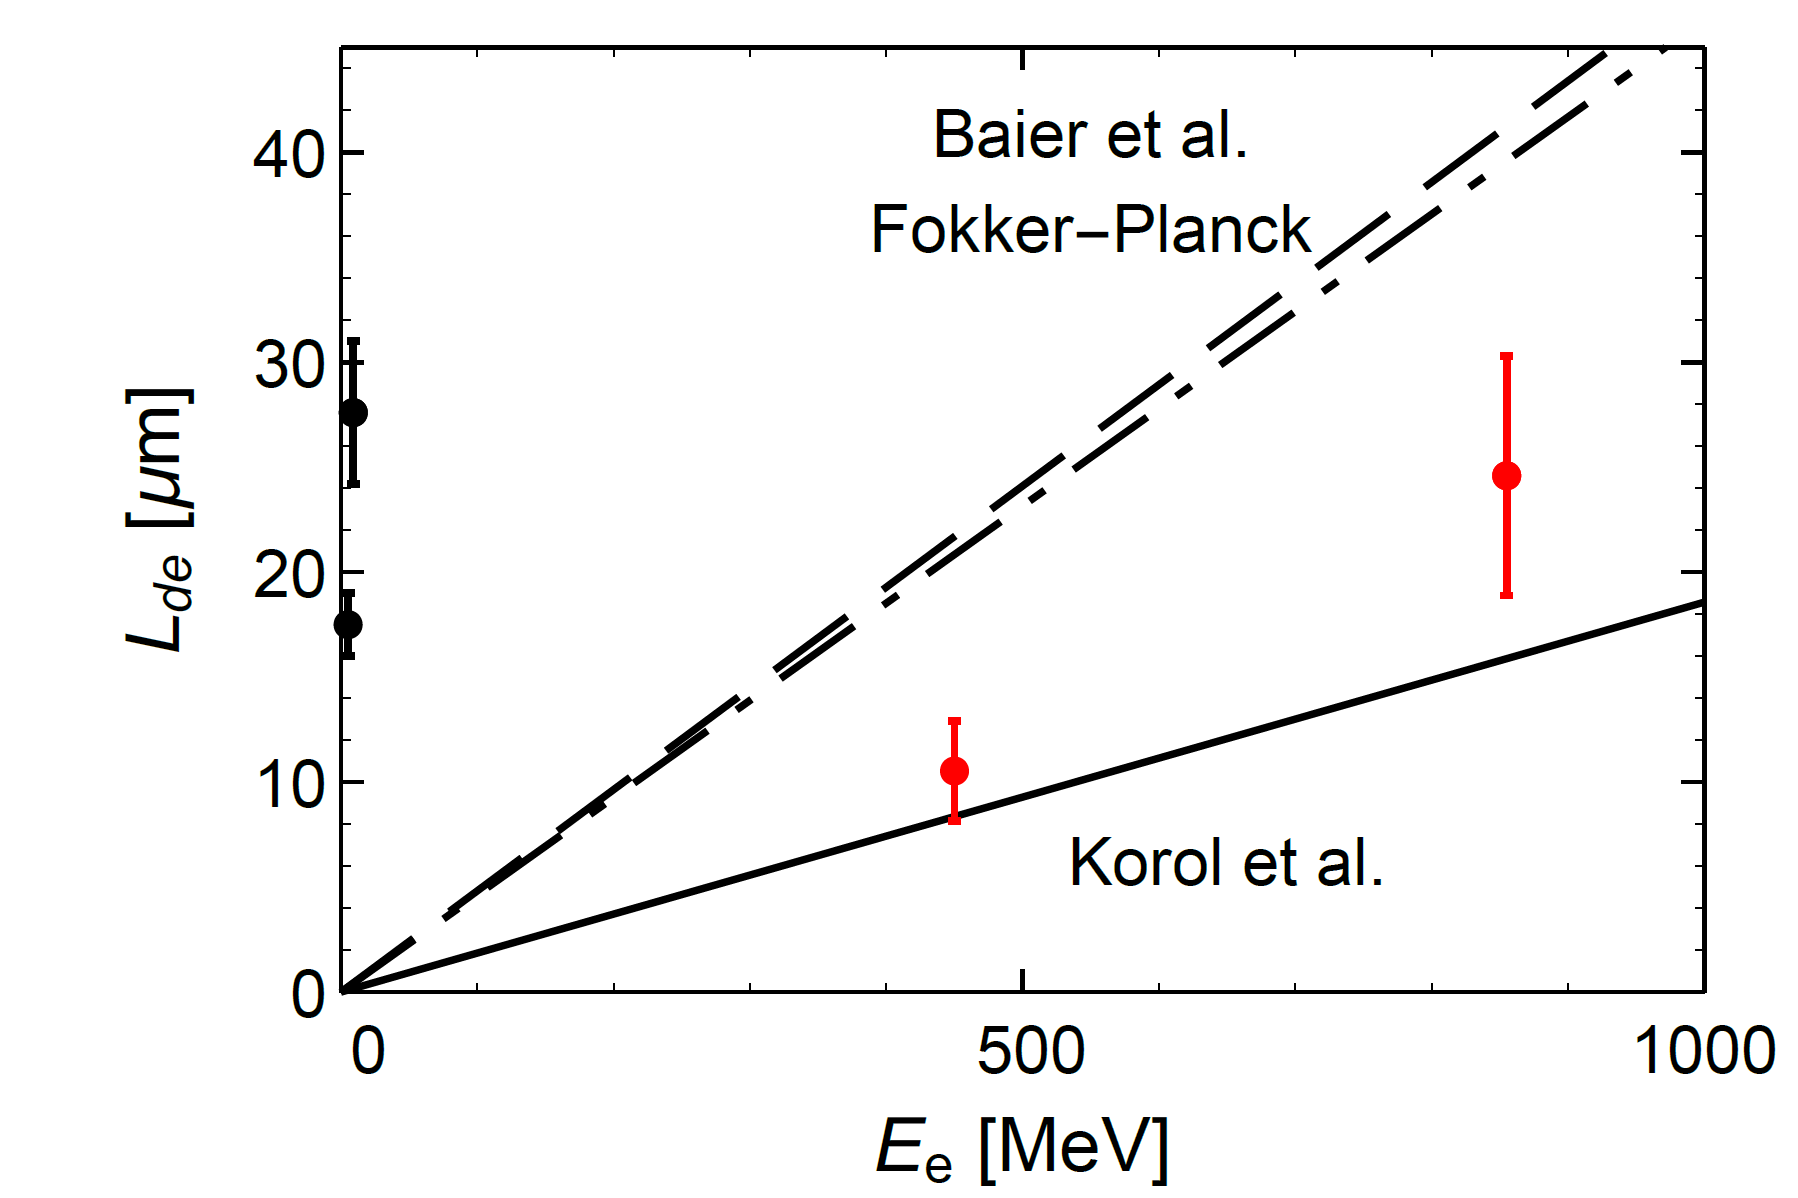 Baier et al.
Fokker–Planck
Korol et al.
40
30
20
10
0
0 500 1000
L_de [μm]
E_e [MeV]